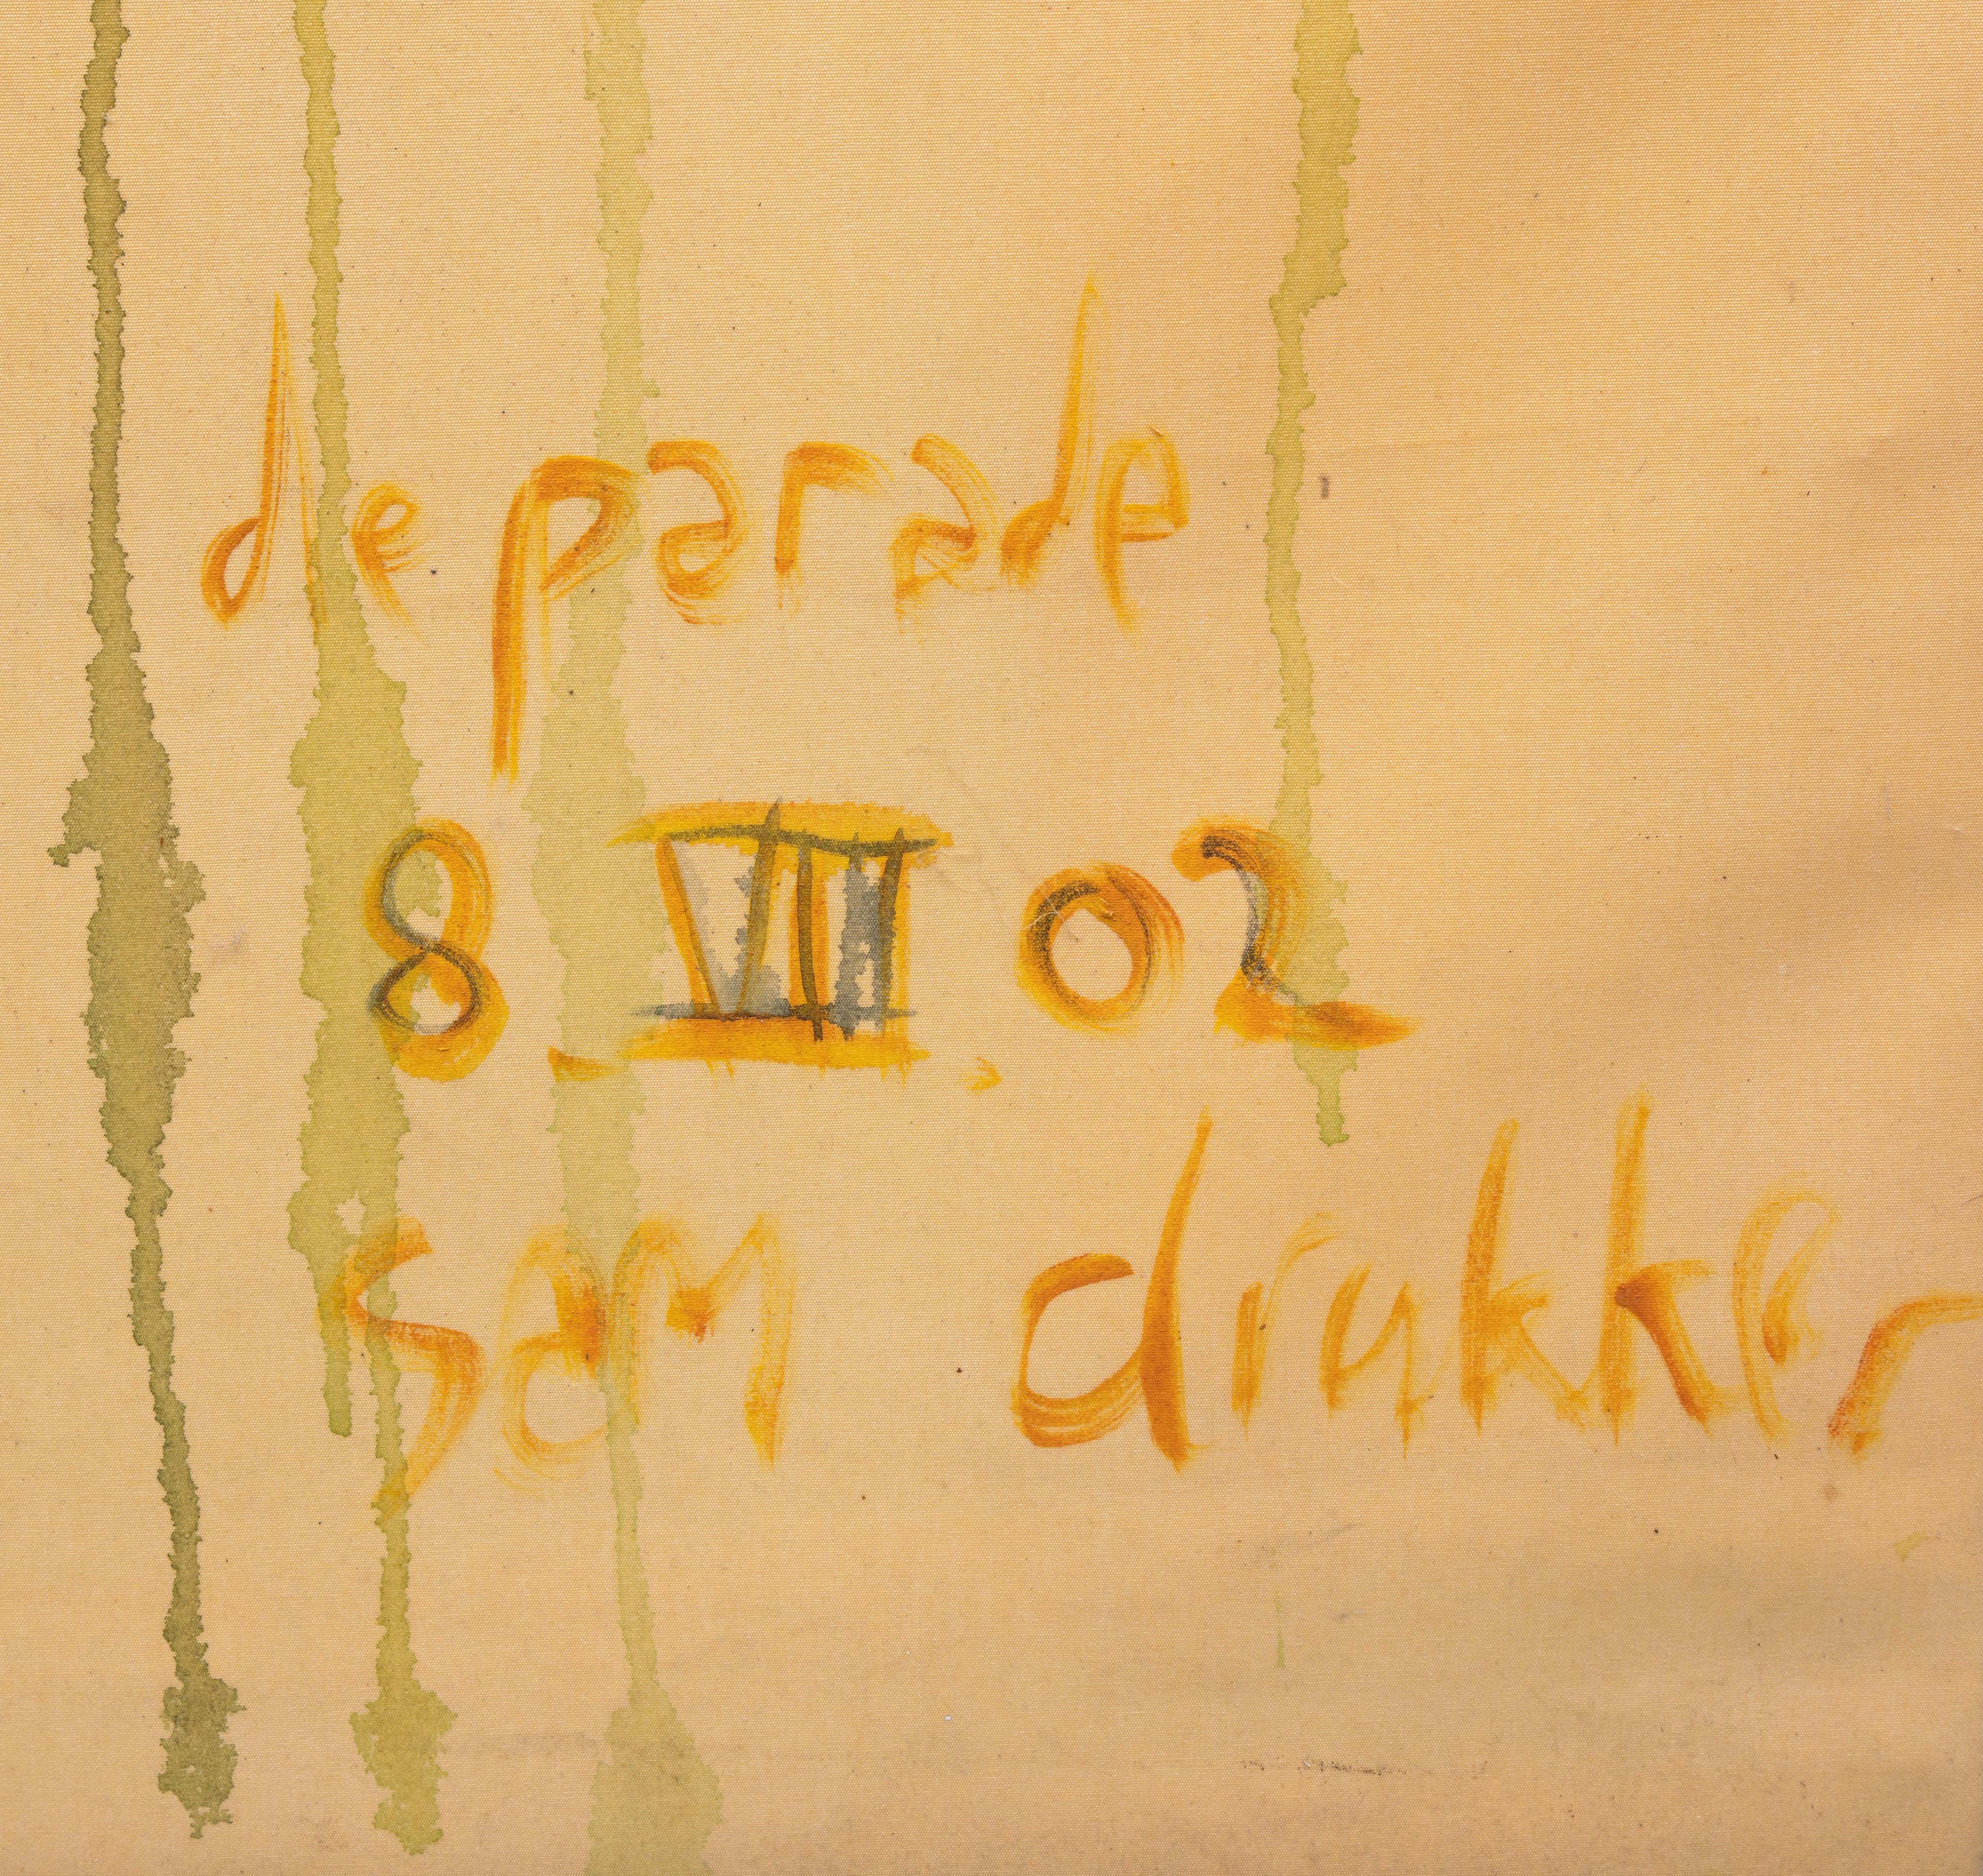 de parade
8. VIII. 02
sam drukker